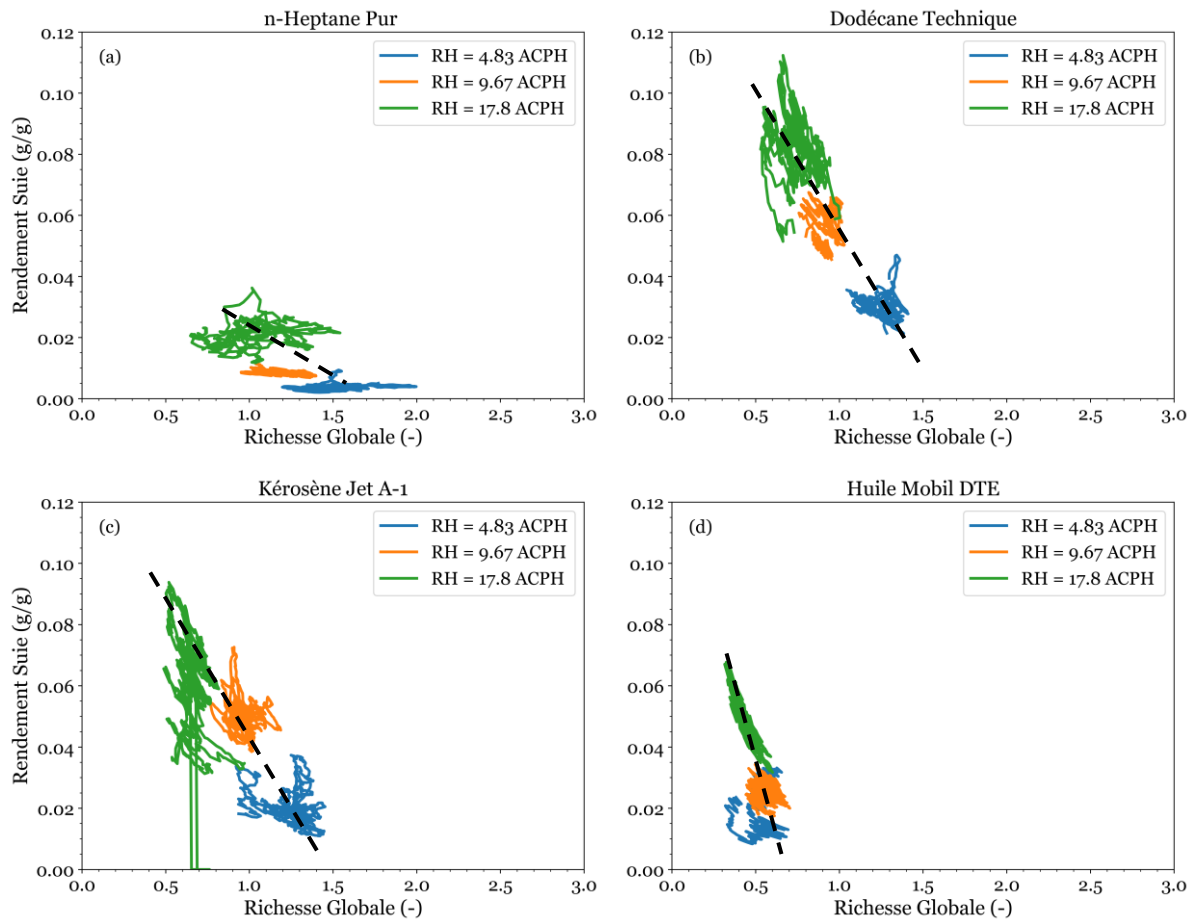 n-Heptane Pur
(a)
RH = 4.83 ACPH
RH = 9.67 ACPH
RH = 17.8 ACPH
0.12
0.10
0.08
0.06
0.04
0.02
0.00
Rendement Suie (g/g)
0.0 0.5 1.0 1.5 2.0 2.5 3.0
Richesse Globale (-)
Dodécane Technique
(b)
RH = 4.83 ACPH
RH = 9.67 ACPH
RH = 17.8 ACPH
0.12
0.10
0.08
0.06
0.04
0.02
0.00
Rendement Suie (g/g)
0.0 0.5 1.0 1.5 2.0 2.5 3.0
Richesse Globale (-)
Kérosène Jet A-1
(c)
RH = 4.83 ACPH
RH = 9.67 ACPH
RH = 17.8 ACPH
0.12
0.10
0.08
0.06
0.04
0.02
0.00
Rendement Suie (g/g)
0.0 0.5 1.0 1.5 2.0 2.5 3.0
Richesse Globale (-)
Huile Mobil DTE
(d)
RH = 4.83 ACPH
RH = 9.67 ACPH
RH = 17.8 ACPH
0.12
0.10
0.08
0.06
0.04
0.02
0.00
Rendement Suie (g/g)
0.0 0.5 1.0 1.5 2.0 2.5 3.0
Richesse Globale (-)